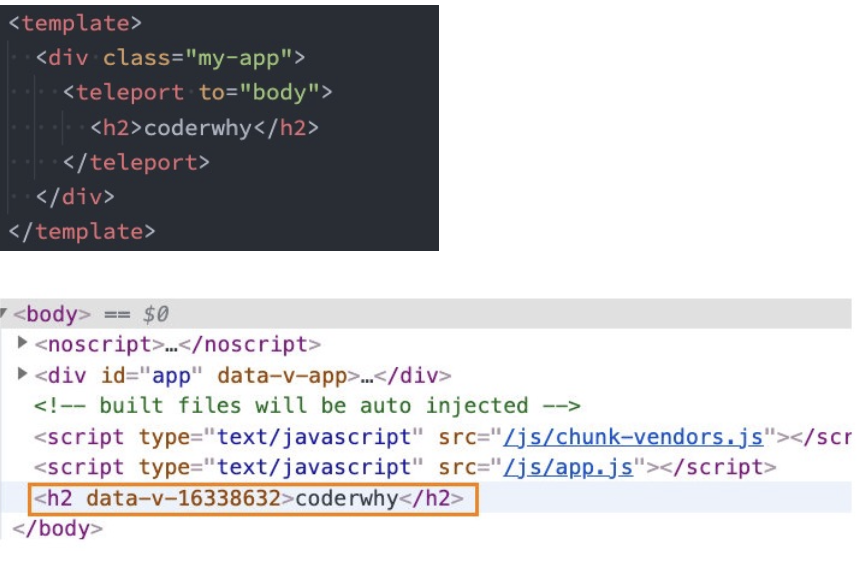 <template>
<div class="my-app">
<teleport to="body">
<h2>coderwhy</h2>
</teleport>
</div>
</template>
<body> == $0
<noscript>…</noscript>
<div id="app" data-v-app>…</div>
<!-- built files will be auto injected -->
<script type="text/javascript" src="/js/chunk-vendors.js"></scr
<script type="text/javascript" src="/js/app.js"></script>
<h2 data-v-16338632>coderwhy</h2>
</body>